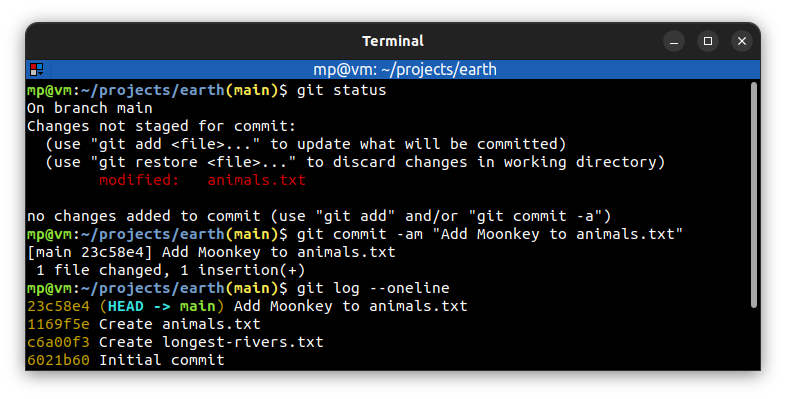 Terminal
mp@vm: ~/projects/earth
mp@vm:~/projects/earth(main)$ git status
On branch main
Changes not staged for commit:
  (use "git add <file>..." to update what will be committed)
  (use "git restore <file>..." to discard changes in working directory)
        modified:   animals.txt
no changes added to commit (use "git add" and/or "git commit -a")
mp@vm:~/projects/earth(main)$ git commit -am "Add Moonkey to animals.txt"
[main 23c58e4] Add Moonkey to animals.txt
 1 file changed, 1 insertion(+)
mp@vm:~/projects/earth(main)$ git log --oneline
23c58e4 (HEAD -> main) Add Moonkey to animals.txt
1169f5e Create animals.txt
c6a00f3 Create longest-rivers.txt
6021b60 Initial commit